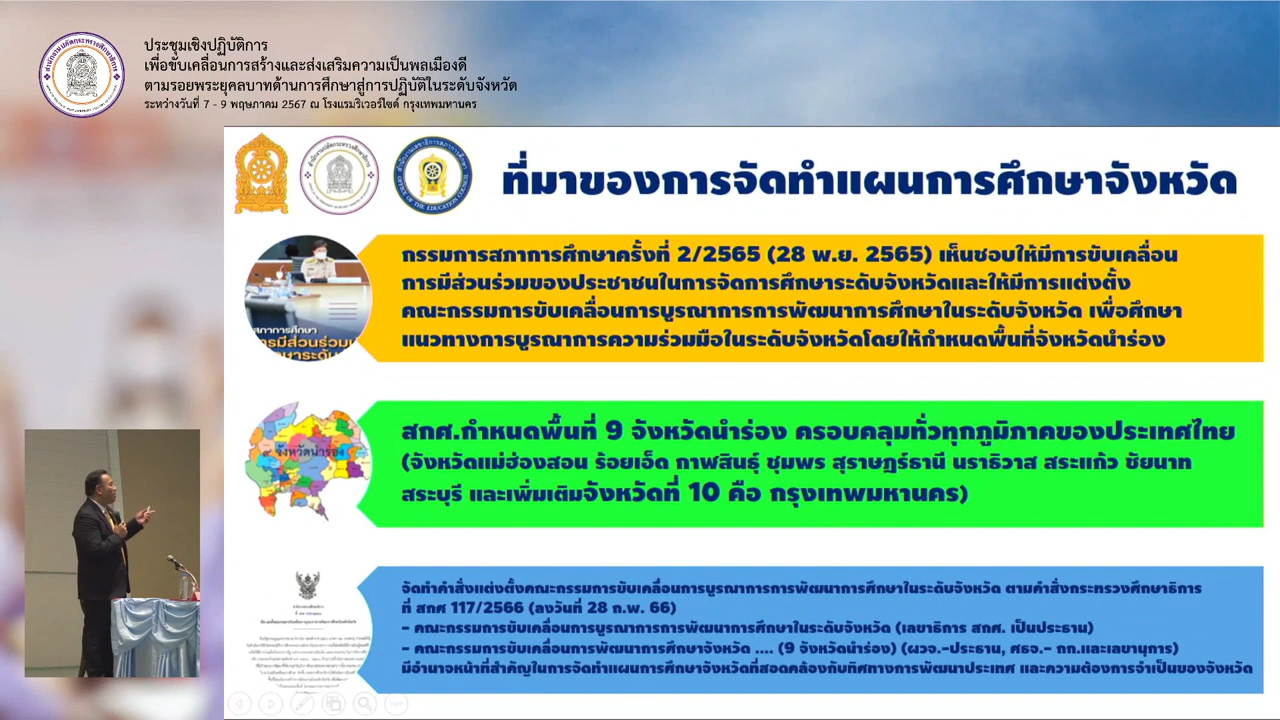 ประชุมเชิงปฏิบัติการ
เพื่อขับเคลื่อนการสร้างและส่งเสริมความเป็นพลเมืองดี
ตามรอยพระยุคลบาทด้านการศึกษาสู่การปฏิบัติในระดับจังหวัด
ระหว่างวันที่ 7 - 9 พฤษภาคม 2567 ณ โรงแรมริเวอร์ไซด์ กรุงเทพมหานคร
ที่มาของการจัดทำแผนการศึกษาจังหวัด
กรรมการสภาการศึกษาครั้งที่ 2/2565 (28 พ.ย. 2565) เห็นชอบให้มีการขับเคลื่อน
การมีส่วนร่วมของประชาชนในการจัดการศึกษาระดับจังหวัดและให้มีการแต่งตั้ง
คณะกรรมการขับเคลื่อนการบูรณาการการพัฒนาการศึกษาในระดับจังหวัด เพื่อศึกษา
แนวทางการบูรณาการความร่วมมือในระดับจังหวัดโดยให้กำหนดพื้นที่จังหวัดนำร่อง
สภาการศึกษา
ารมีส่วนร่วม
๙ จังหวัดนำร่อง
สกศ.กำหนดพื้นที่ 9 จังหวัดนำร่อง ครอบคลุมทั่วทุกภูมิภาคของประเทศไทย
(จังหวัดแม่ฮ่องสอน ร้อยเอ็ด กาฬสินธุ์ ชุมพร สุราษฎร์ธานี นราธิวาส สระแก้ว ชัยนาท
สระบุรี และเพิ่มเติมจังหวัดที่ 10 คือ กรุงเทพมหานคร)
จัดทำคำสั่งแต่งตั้งคณะกรรมการขับเคลื่อนการบูรณาการการพัฒนาการศึกษาในระดับจังหวัด ตามคำสั่งกระทรวงศึกษาธิการ
ที่ สกศ 117/2566 (ลงวันที่ 28 ก.พ. 66)
- คณะกรรมการขับเคลื่อนการบูรณาการการพัฒนาการศึกษาในระดับจังหวัด (เลขาธิการ สกศ. เป็นประธาน)
- คณะกรรมการขับเคลื่อนการพัฒนาการศึกษาจังหวัด .... (9 จังหวัดนำร่อง) (ผวจ.-ประธาน, ศธจ.- กก.และเลขานุการ)
มีอำนาจหน้าที่สำคัญในการจัดทำแผนการศึกษาจังหวัด ที่สอดคล้องกับทิศทางการพัฒนาประเทศ และความต้องการจำเป็นของจังหวัด